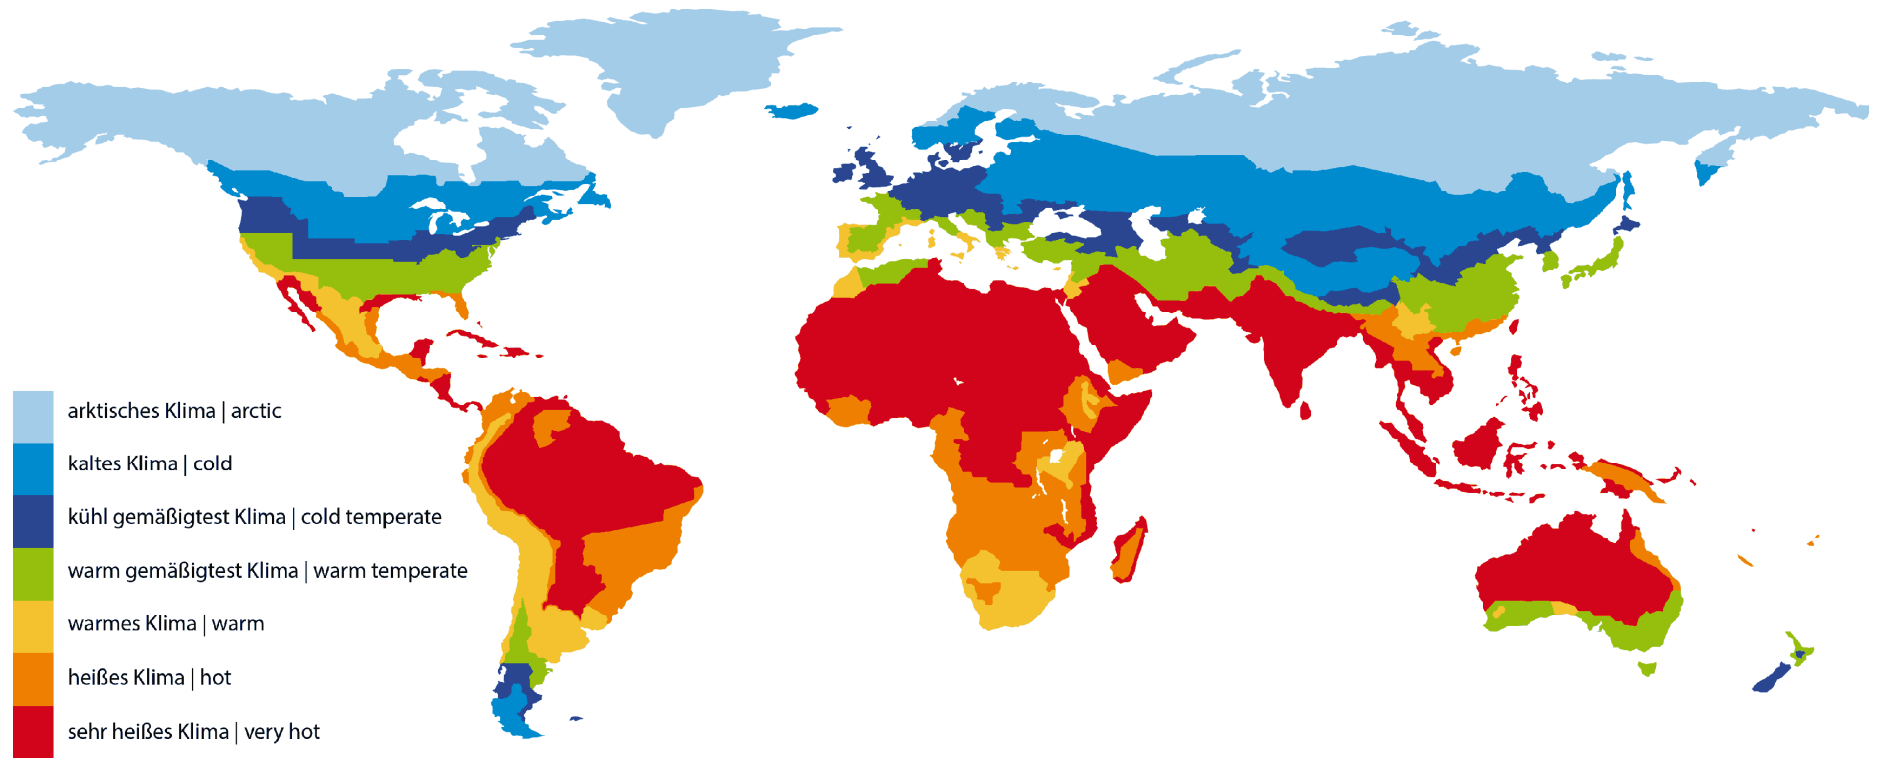 arktisches Klima | arctic
kaltes Klima | cold
kühl gemäßigtest Klima | cold temperate
warm gemäßigtest Klima | warm temperate
warmes Klima | warm
heißes Klima | hot
sehr heißes Klima | very hot